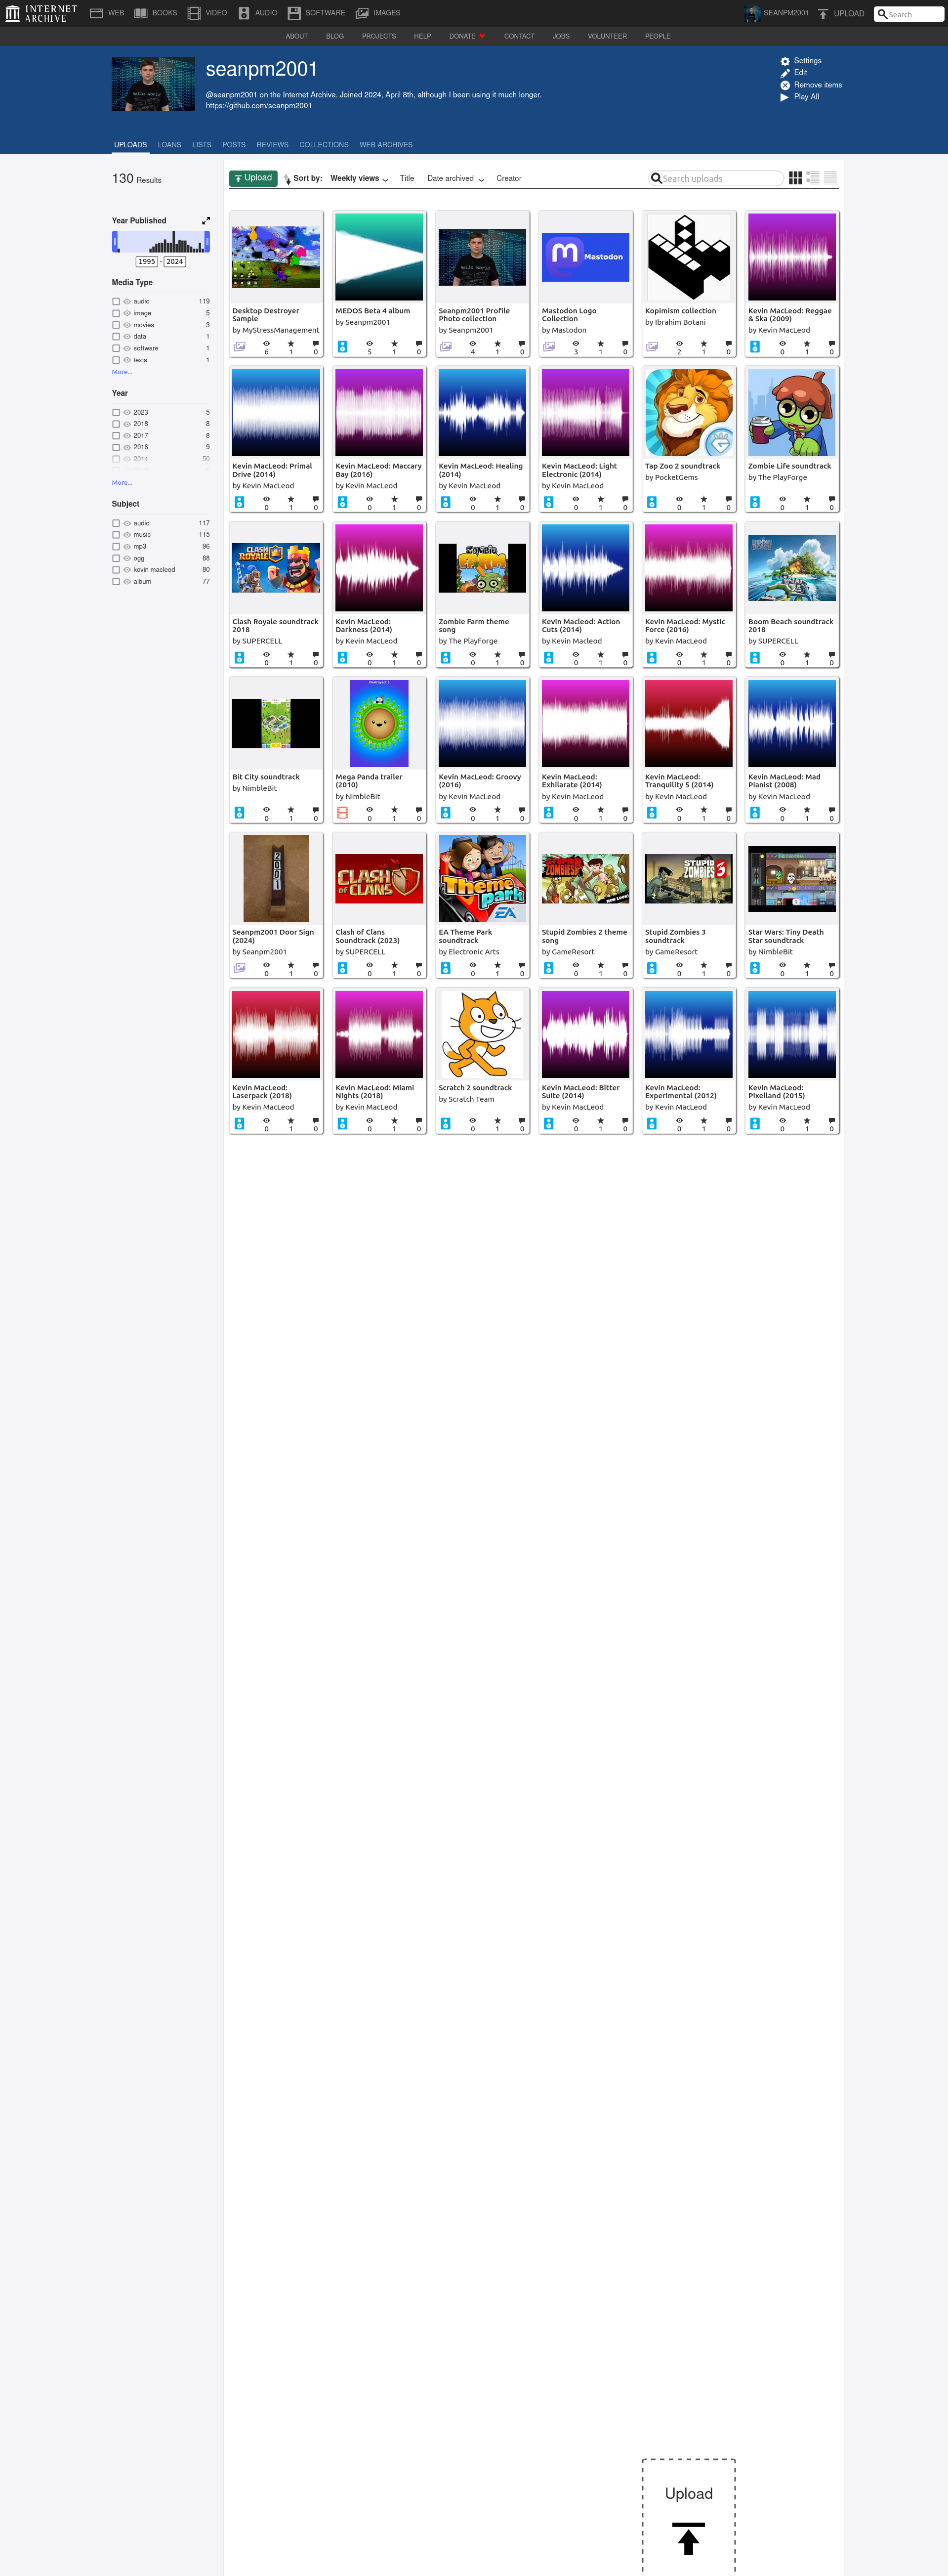 INTERNET ARCHIVE
WEB
BOOKS
VIDEO
AUDIO
SOFTWARE
IMAGES
SEANPM2001
UPLOAD
Search
ABOUT
BLOG
PROJECTS
HELP
DONATE
CONTACT
JOBS
VOLUNTEER
PEOPLE
Hello World
seanpm2001
@seanpm2001 on the Internet Archive. Joined 2024, April 8th, although I been using it much longer.
https://github.com/seanpm2001
Settings
Edit
Remove items
Play All
UPLOADS
LOANS
LISTS
POSTS
REVIEWS
COLLECTIONS
WEB ARCHIVES
130 Results
Upload
Sort by:
Weekly views
Title
Date archived
Creator
Search uploads
Year Published
1995 - 2024
Media Type
audio 119
image 5
movies 3
data 1
software 1
texts 1
More...
Year
2023 5
2018 8
2017 8
2016 9
2014 50
More...
Subject
audio 117
music 115
mp3 96
ogg 88
kevin macleod 80
album 77
Desktop Destroyer
Sample
by MyStressManagement
6 1 0
MEDOS Beta 4 album
by Seanpm2001
5 1 0
Hello World
Seanpm2001 Profile
Photo collection
by Seanpm2001
4 1 0
Mastodon
Mastodon Logo
Collection
by Mastodon
3 1 0
Kopimism collection
by Ibrahim Botani
2 1 0
Kevin MacLeod: Reggae
& Ska (2009)
by Kevin MacLeod
0 1 0
Kevin MacLeod: Primal
Drive (2014)
by Kevin MacLeod
0 1 0
Kevin MacLeod: Maccary
Bay (2016)
by Kevin MacLeod
0 1 0
Kevin MacLeod: Healing
(2014)
by Kevin MacLeod
0 1 0
Kevin MacLeod: Light
Electronic (2014)
by Kevin MacLeod
0 1 0
Tap Zoo 2 soundtrack
by PocketGems
0 1 0
Zombie Life soundtrack
by The PlayForge
0 1 0
CLASH ROYALE
Clash Royale soundtrack
2018
by SUPERCELL
0 1 0
Kevin MacLeod:
Darkness (2014)
by Kevin MacLeod
0 1 0
Zombie FARM
Zombie Farm theme
song
by The PlayForge
0 1 0
Kevin Macleod: Action
Cuts (2014)
by Kevin Macleod
0 1 0
Kevin MacLeod: Mystic
Force (2016)
by Kevin MacLeod
0 1 0
BOOM BEACH
Boom Beach soundtrack
2018
by SUPERCELL
0 1 0
Bit City soundtrack
by NimbleBit
0 1 0
Mega Panda trailer
(2010)
by NimbleBit
0 1 0
Kevin MacLeod: Groovy
(2016)
by Kevin MacLeod
0 1 0
Kevin MacLeod:
Exhilarate (2014)
by Kevin MacLeod
0 1 0
Kevin MacLeod:
Tranquility 5 (2014)
by Kevin MacLeod
0 1 0
Kevin MacLeod: Mad
Pianist (2008)
by Kevin MacLeod
0 1 0
2001
Seanpm2001 Door Sign
(2024)
by Seanpm2001
0 1 0
CLASH OF CLANS
Clash of Clans
Soundtrack (2023)
by SUPERCELL
0 1 0
Theme Park
EA
EA Theme Park
soundtrack
by Electronic Arts
0 1 0
STUPID ZOMBIES
Stupid Zombies 2 theme
song
by GameResort
0 1 0
STUPID ZOMBIES 3
Stupid Zombies 3
soundtrack
by GameResort
0 1 0
Star Wars: Tiny Death
Star soundtrack
by NimbleBit
0 1 0
Kevin MacLeod:
Laserpack (2018)
by Kevin MacLeod
0 1 0
Kevin MacLeod: Miami
Nights (2018)
by Kevin MacLeod
0 1 0
Scratch 2 soundtrack
by Scratch Team
0 1 0
Kevin MacLeod: Bitter
Suite (2014)
by Kevin MacLeod
0 1 0
Kevin MacLeod:
Experimental (2012)
by Kevin MacLeod
0 1 0
Kevin MacLeod:
Pixelland (2015)
by Kevin MacLeod
0 1 0
Upload